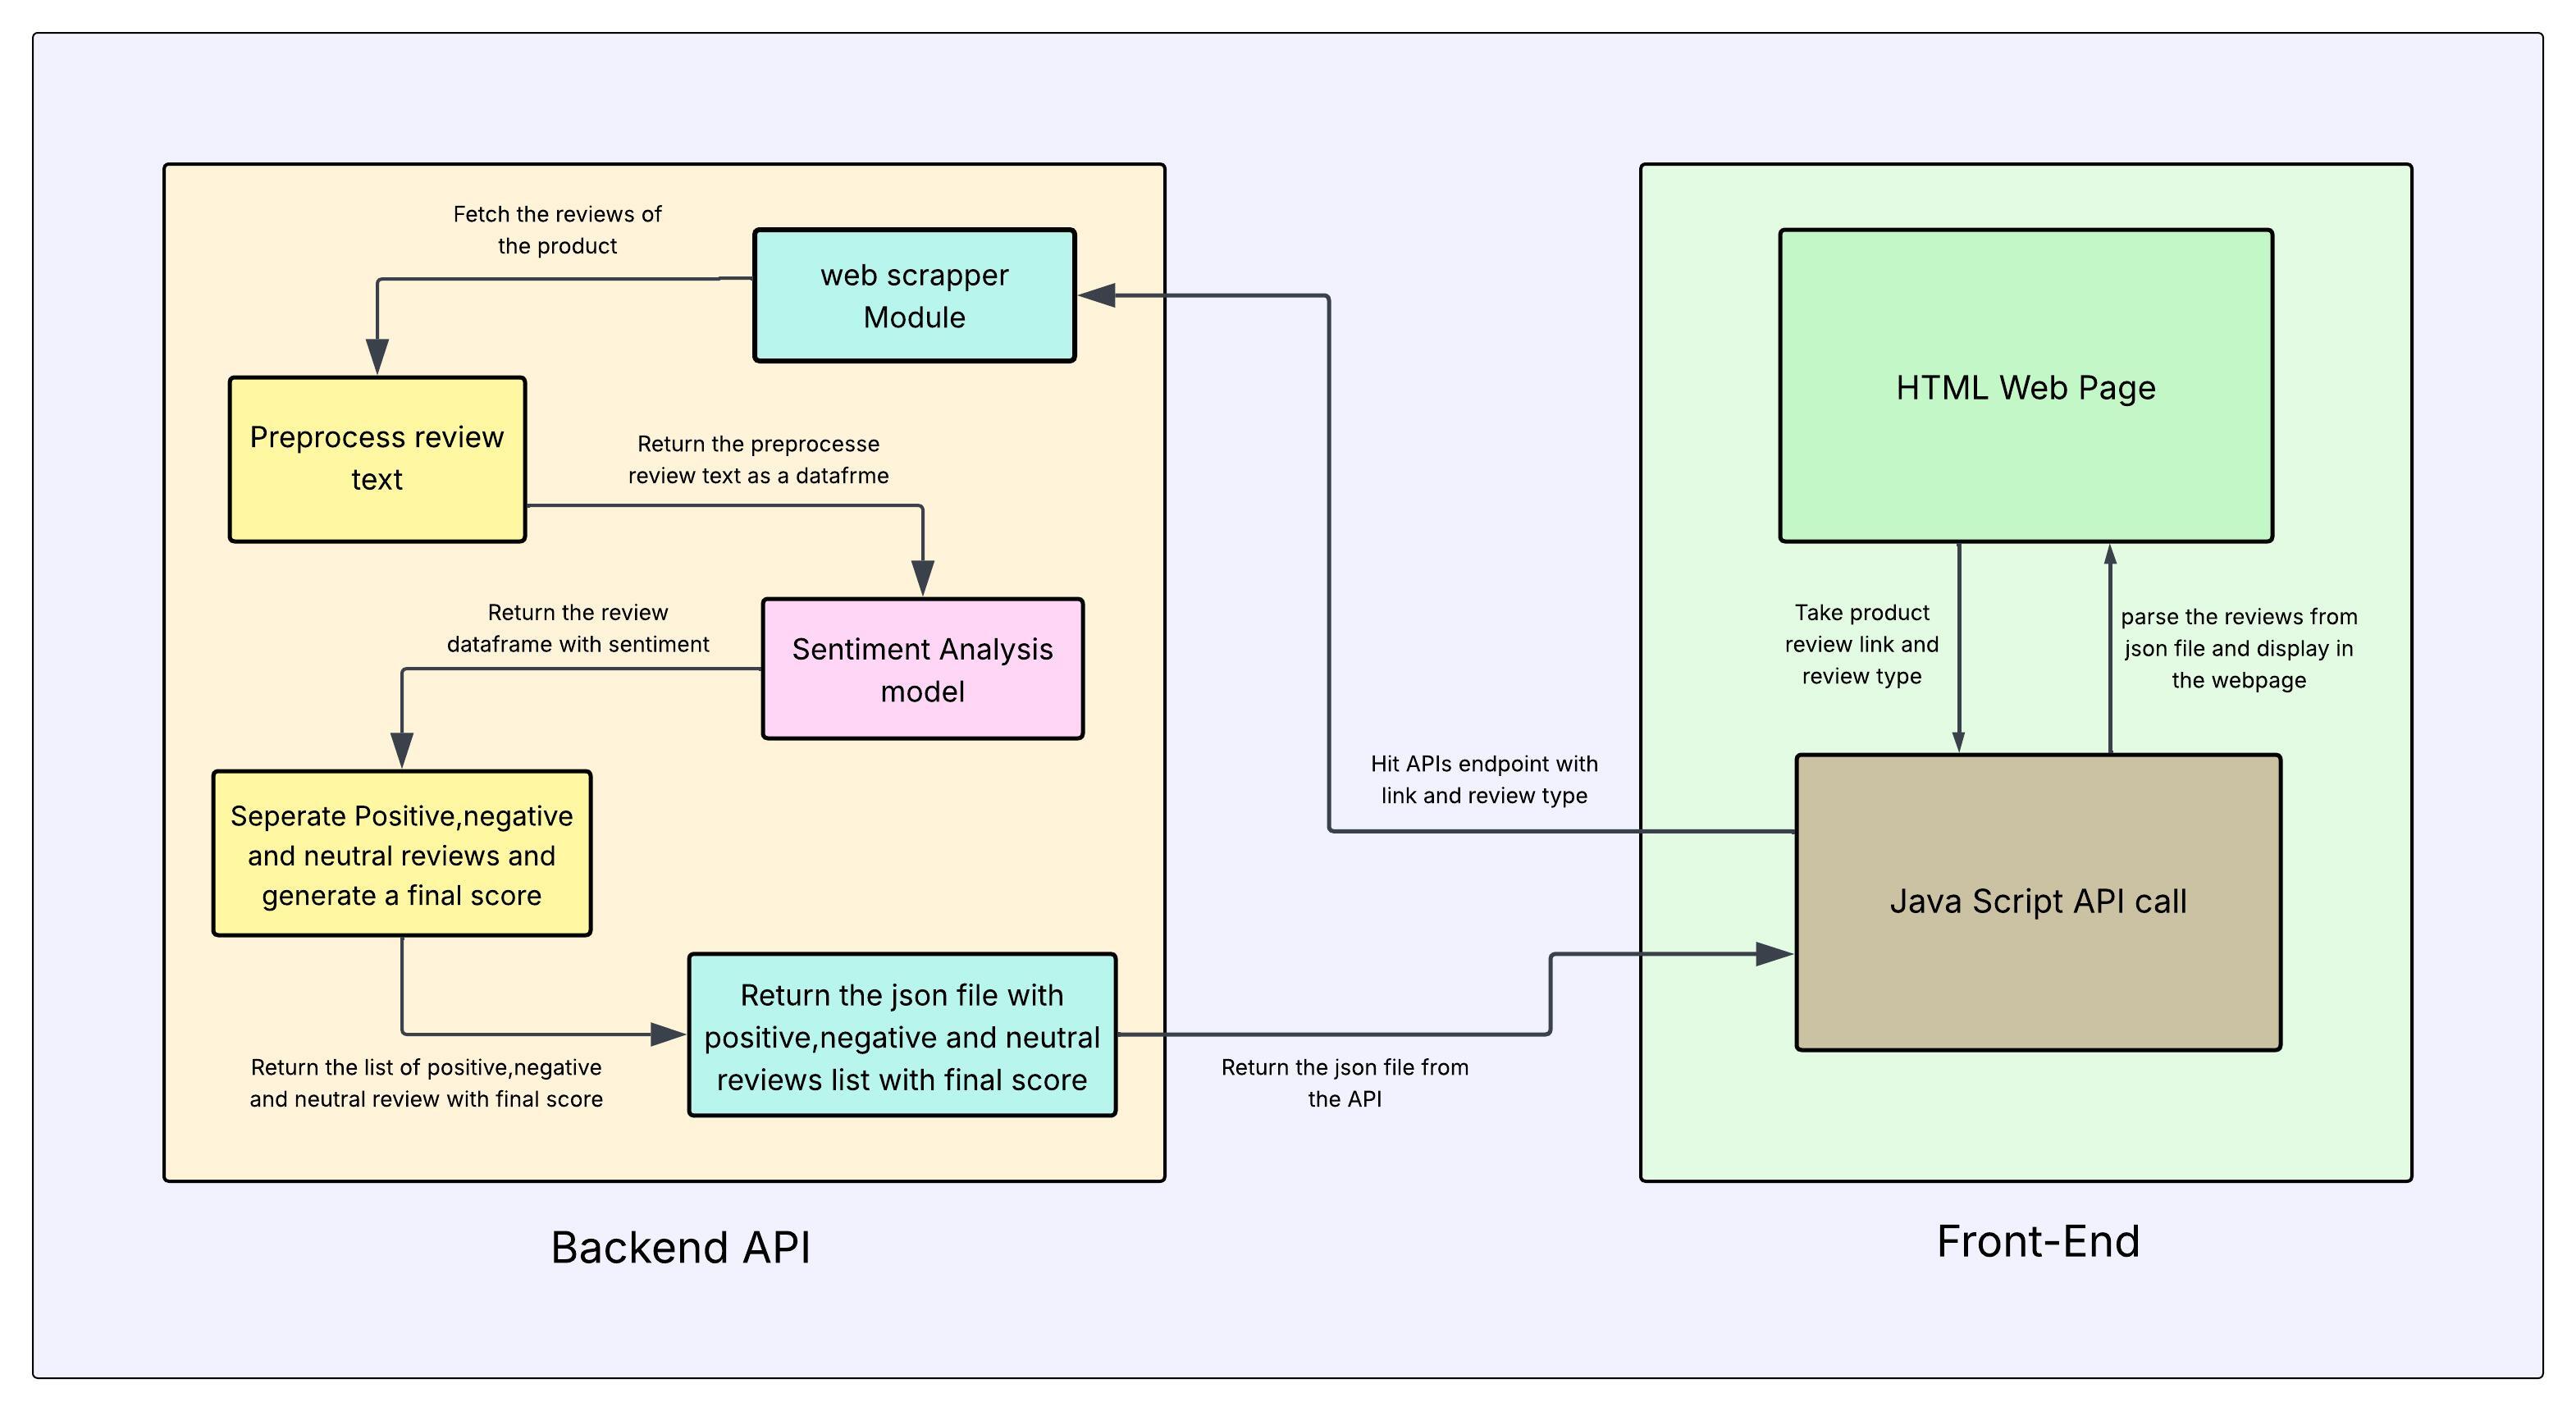 Fetch the reviews of
the product
web scrapper
Module
Preprocess review
text
Return the preprocesse
review text as a datafrme
Return the review
dataframe with sentiment
Sentiment Analysis
model
Seperate Positive,negative
and neutral reviews and
generate a final score
Return the list of positive,negative
and neutral review with final score
Return the json file with
positive,negative and neutral
reviews list with final score
Backend API
Hit APIs endpoint with
link and review type
Return the json file from
the API
HTML Web Page
Take product
review link and
review type
parse the reviews from
json file and display in
the webpage
Java Script API call
Front-End